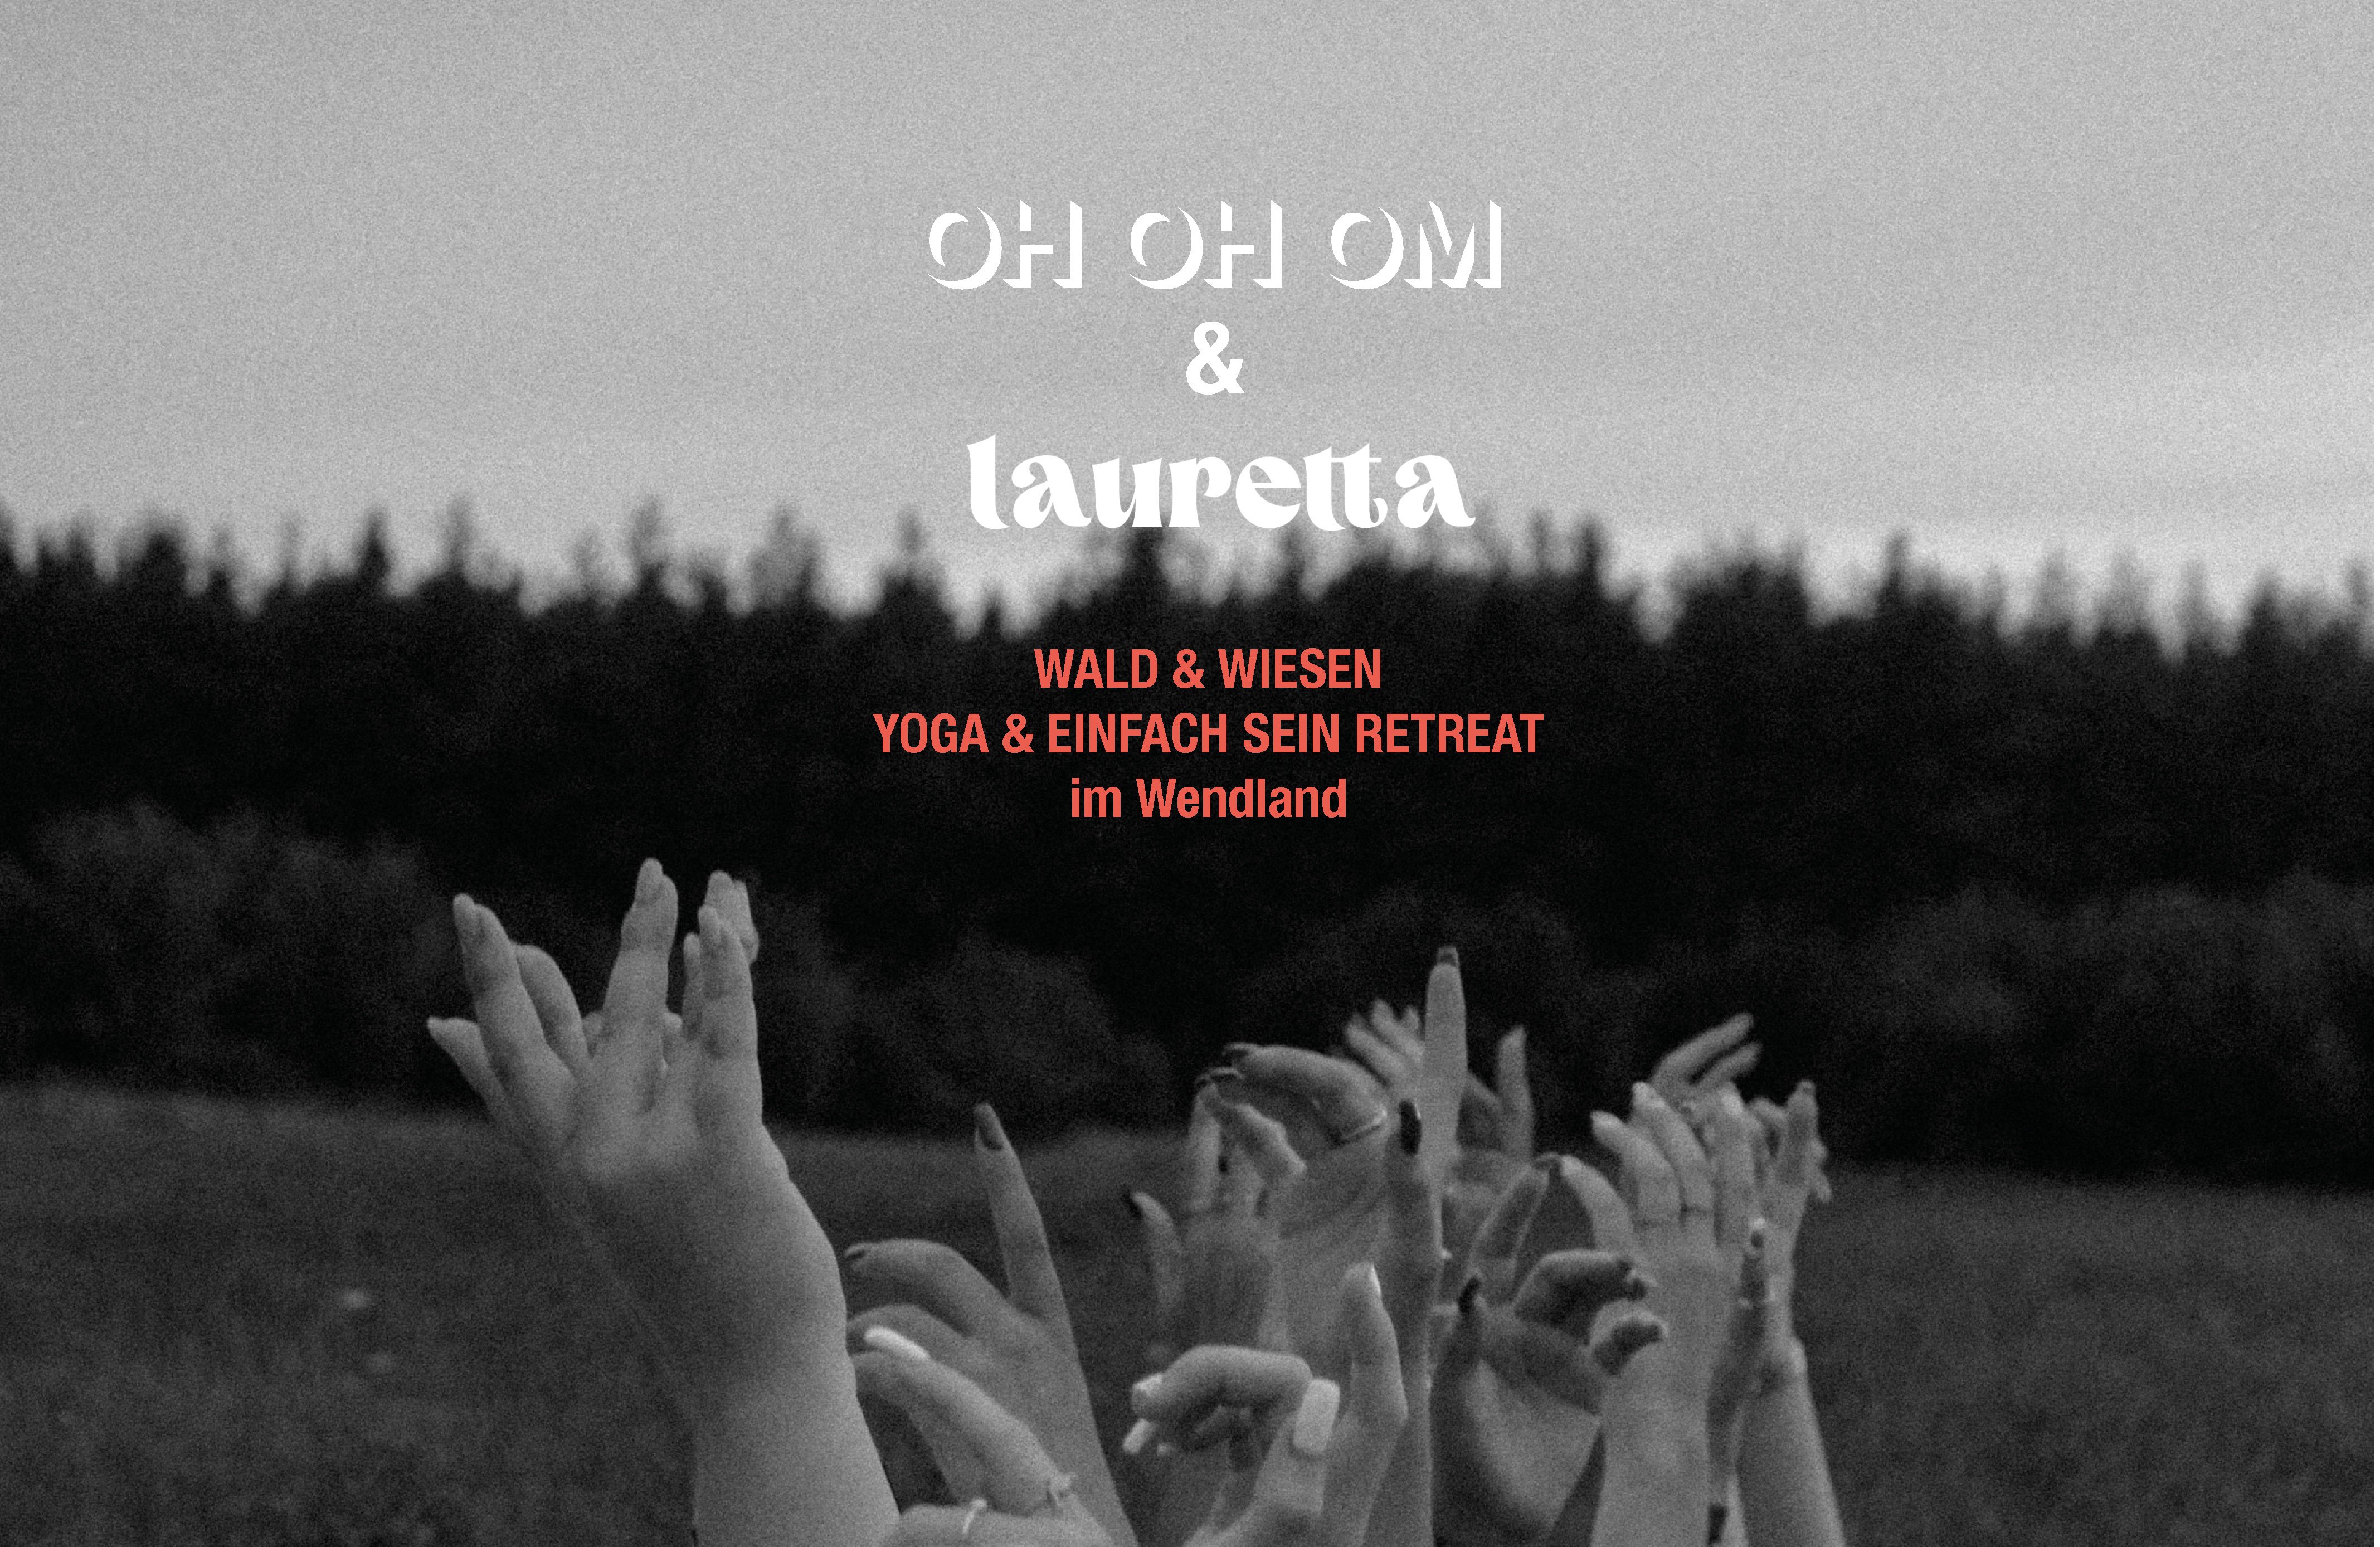 OH OH OM
&
lauretta
WALD & WIESEN
YOGA & EINFACH SEIN RETREAT
im Wendland